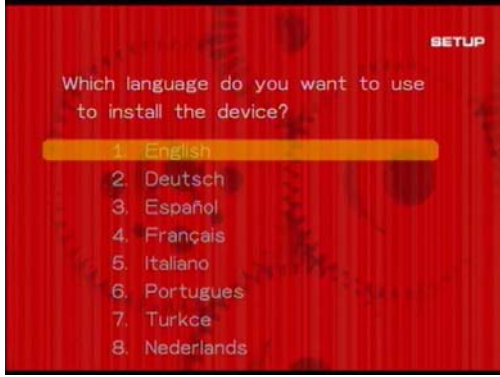 SETUP
Which language do you want to use
to install the device?
1. English
2. Deutsch
3. Español
4. Français
5. Italiano
6. Portugues
7. Turkce
8. Nederlands